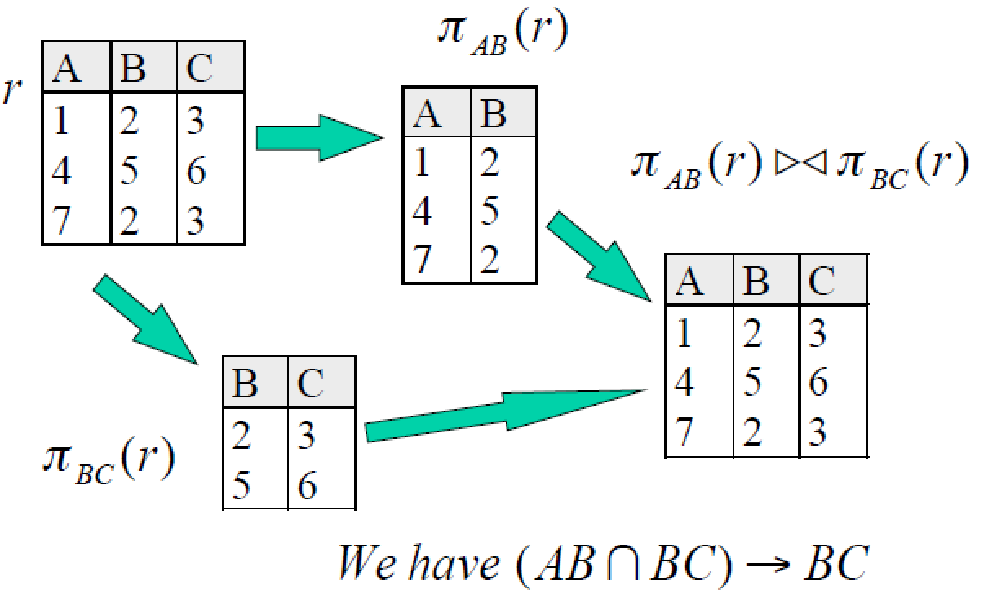 r
A B C
1 2 3
4 5 6
7 2 3
π_AB(r)
A B
1 2
4 5
7 2
π_AB(r) ⊳⊲ π_BC(r)
A B C
1 2 3
4 5 6
7 2 3
π_BC(r)
B C
2 3
5 6
We have (AB ∩ BC) → BC